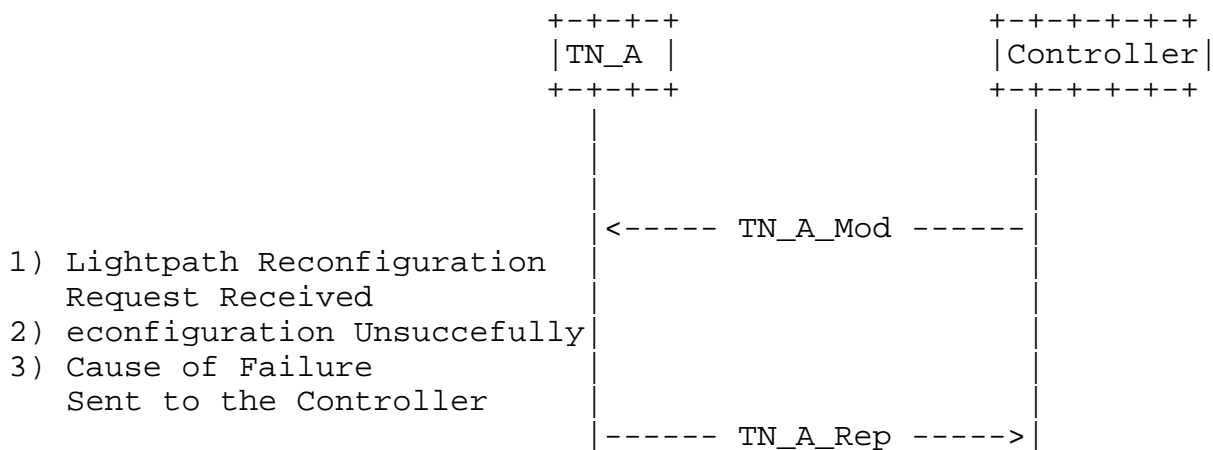 +-+-+-+                +-+-+-+-+-+
|TN_A |                |Controller|
+-+-+-+                +-+-+-+-+-+
|<----- TN_A_Mod ------|
1) Lightpath Reconfiguration
Request Received
2) econfiguration Unsuccefully
3) Cause of Failure
Sent to the Controller
|------ TN_A_Rep ----->|